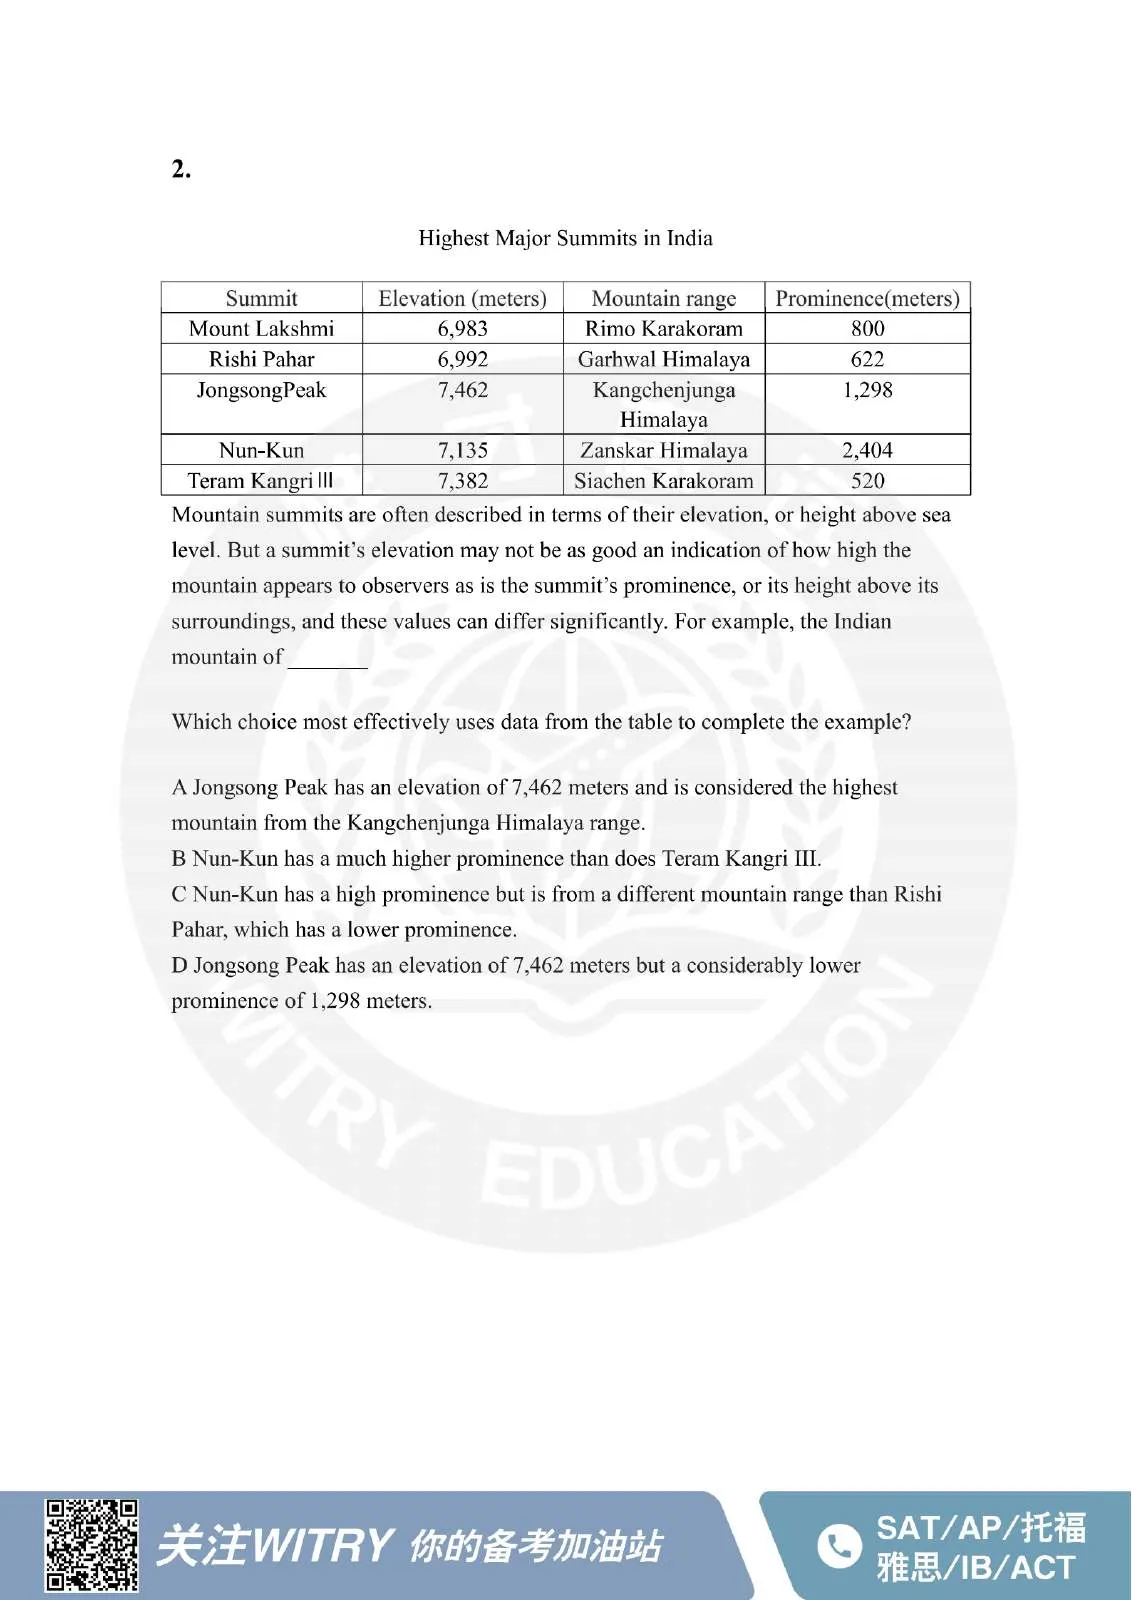 2.
Highest Major Summits in India
Summit Elevation (meters) Mountain range Prominence(meters)
Mount Lakshmi 6,983 Rimo Karakoram 800
Rishi Pahar 6,992 Garhwal Himalaya 622
JongsongPeak 7,462 Kangchenjunga 1,298
Himalaya
Nun-Kun 7,135 Zanskar Himalaya 2,404
Teram Kangri III 7,382 Siachen Karakoram 520
Mountain summits are often described in terms of their elevation, or height above sea
level. But a summit's elevation may not be as good an indication of how high the
mountain appears to observers as is the summit's prominence, or its height above its
surroundings, and these values can differ significantly. For example, the Indian
mountain of _______
Which choice most effectively uses data from the table to complete the example?
A Jongsong Peak has an elevation of 7,462 meters and is considered the highest
mountain from the Kangchenjunga Himalaya range.
B Nun-Kun has a much higher prominence than does Teram Kangri III.
C Nun-Kun has a high prominence but is from a different mountain range than Rishi
Pahar, which has a lower prominence.
D Jongsong Peak has an elevation of 7,462 meters but a considerably lower
prominence of 1,298 meters.
WITRY EDUCATION
关注WITRY 你的备考加油站
SAT/AP/托福
雅思/IB/ACT